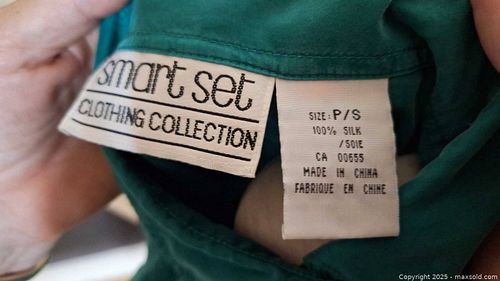 smart set
CLOTHING COLLECTION
SIZE: P/S
100% SILK
/SOIE
CA 00655
MADE IN CHINA
FABRIQUE EN CHINE
Copyright 2025 - maxsold.com